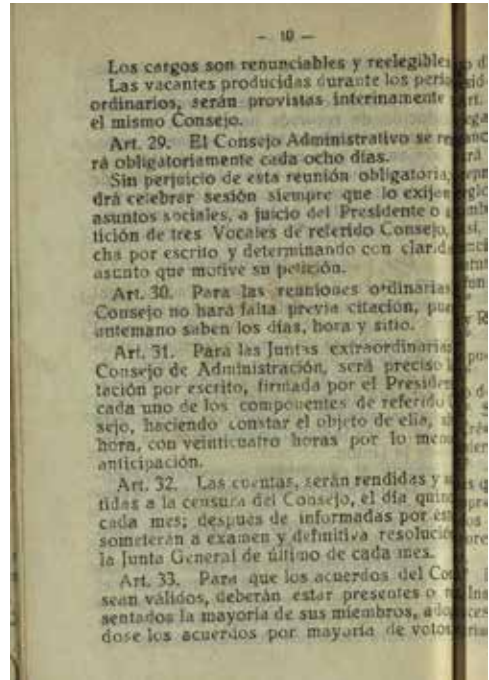 — 10 —
Los cargos son renunciables y reelegibles
Las vacantes producidas durante los perio
ordinarios, serán provistas interinamente
el mismo Consejo.
Art. 29. El Consejo Administrativo se re
rá obligatoriamente cada ocho días.
Sin perjuicio de esta reunión obligatoria,
drá celebrar sesión siempre que lo exijan
asuntos sociales, a juicio del Presidente o
tición de tres Vocales de referido Consejo,
cha por escrito y determinando con clarida
asunto que motive su petición.
Art. 30. Para las reuniones ordinarias
Consejo no hará falta previa citación, pue
antemano saben los días, hora y sitio.
Art. 31. Para las Juntas extraordinarias
Consejo de Administración, será preciso
tación por escrito, firmada por el Presiden
cada uno de los componentes de referido
sejo, haciendo constar el objeto de ella,
hora, con veinticuatro horas por lo meno
anticipación.
Art. 32. Las cuentas, serán rendidas y
tidas a la censura del Consejo, el día quin
cada mes; despues de informadas por es
someterán a examen y definitiva resolució
la Junta General de último de cada mes.
Art. 33. Para que los acuerdos del Co
sean válidos, deberán estar presentes o
sentados la mayoría de sus miembros,
dose los acuerdos por mayoría de votos